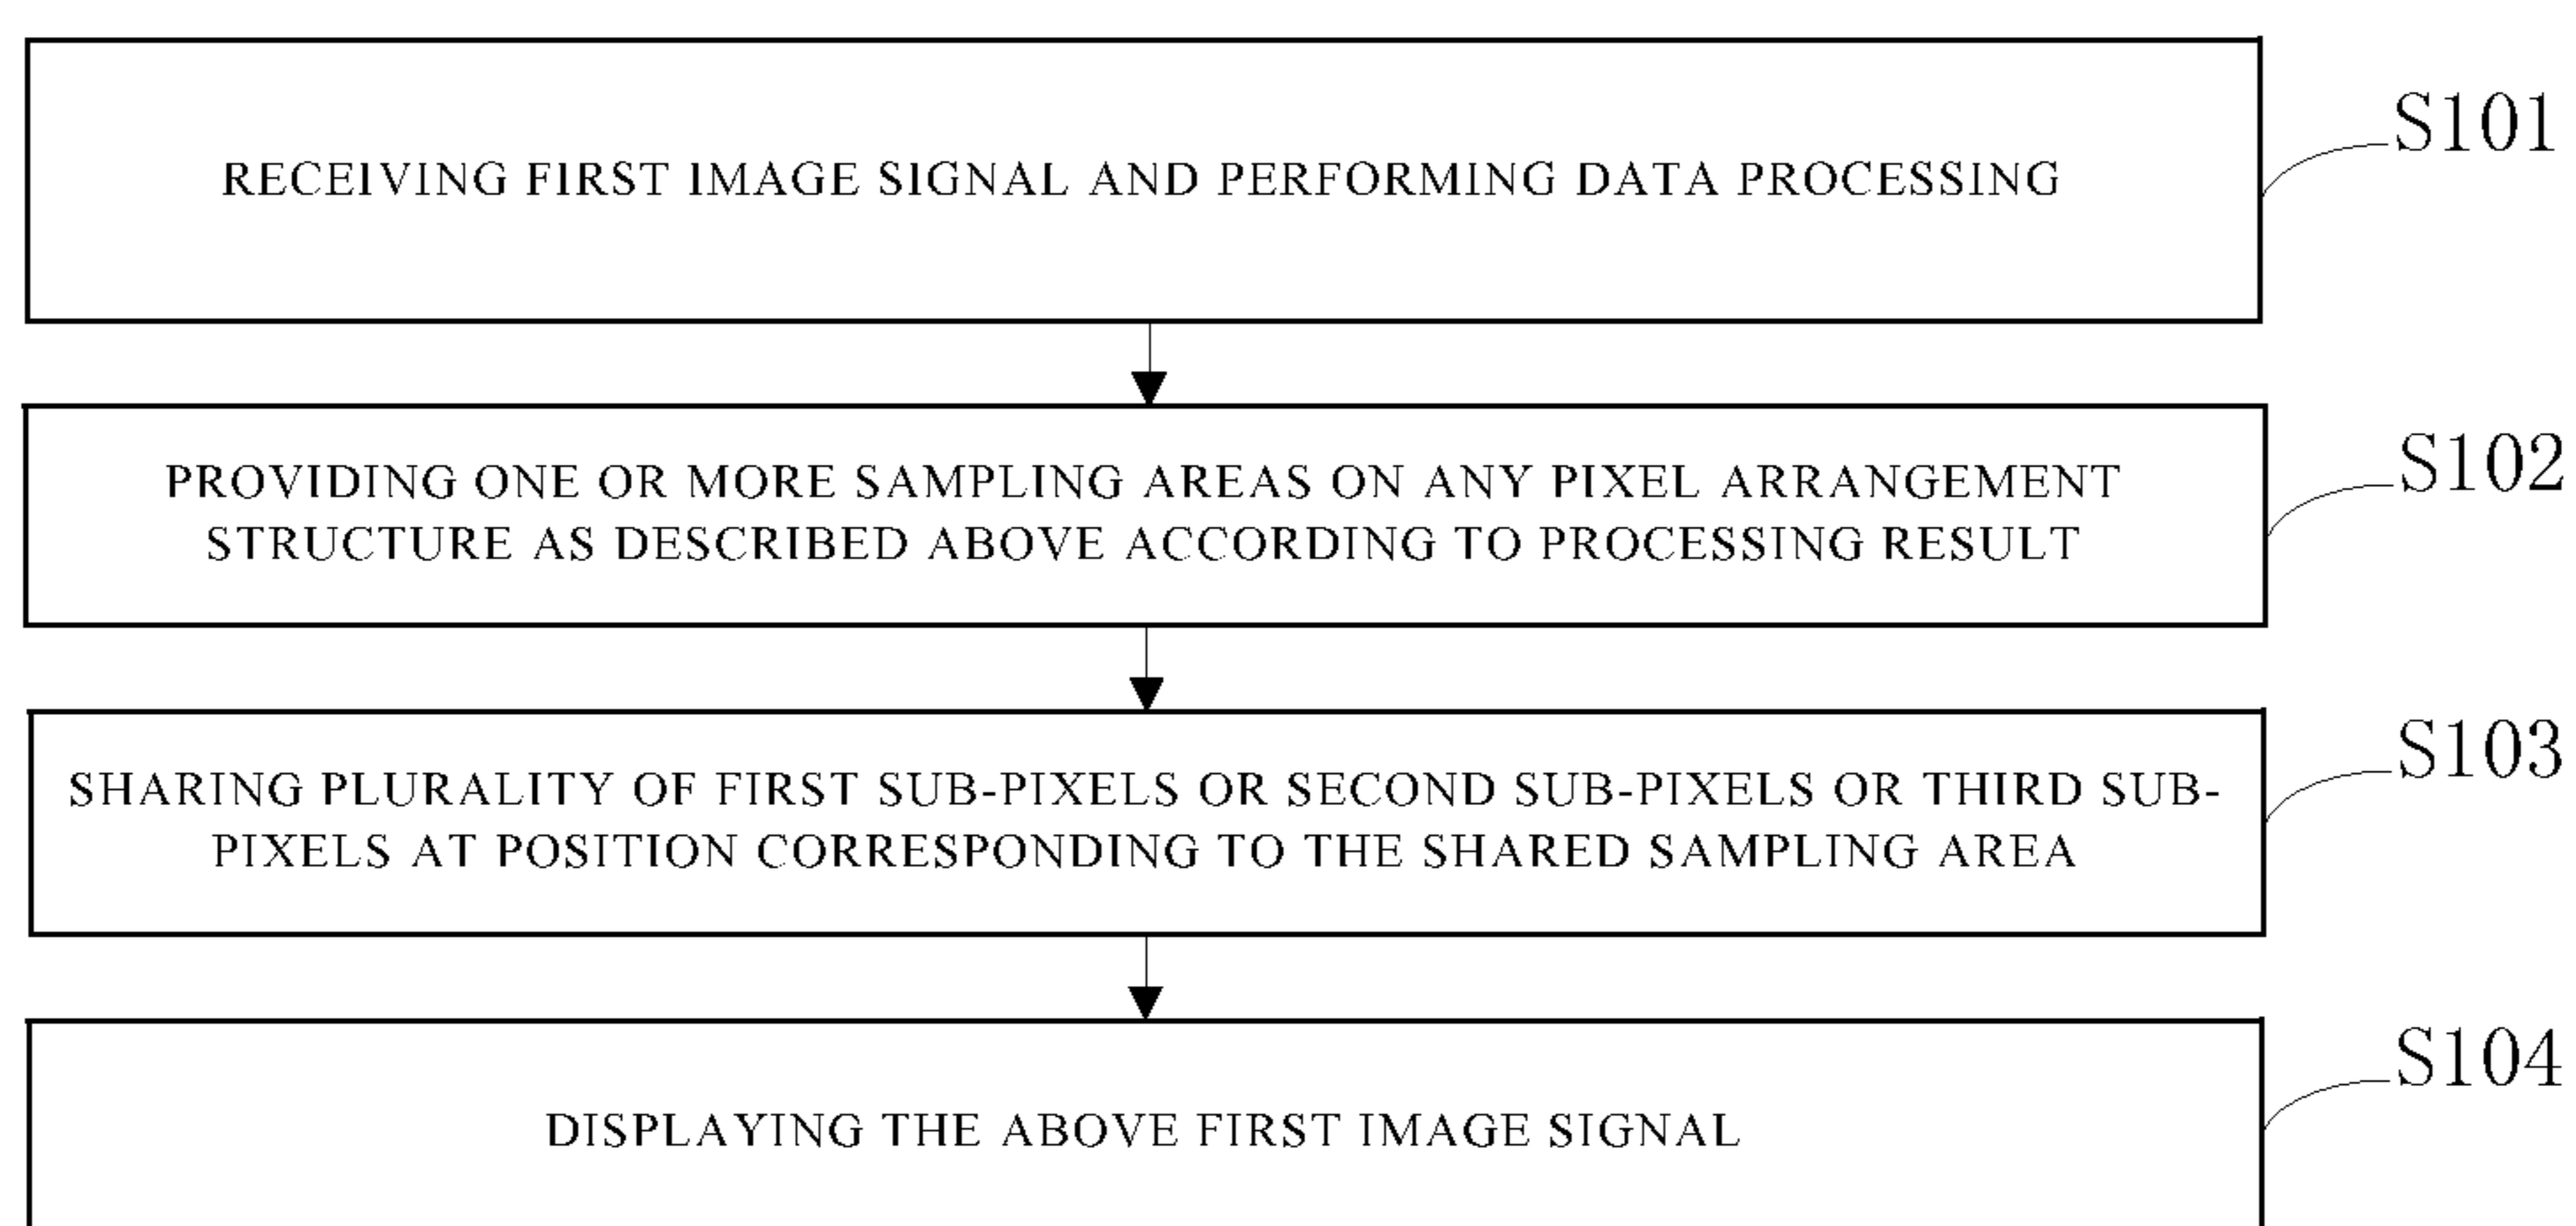 RECEIVING FIRST IMAGE SIGNAL AND PERFORMING DATA PROCESSING
S101
PROVIDING ONE OR MORE SAMPLING AREAS ON ANY PIXEL ARRANGEMENT
STRUCTURE AS DESCRIBED ABOVE ACCORDING TO PROCESSING RESULT
S102
SHARING PLURALITY OF FIRST SUB-PIXELS OR SECOND SUB-PIXELS OR THIRD SUB-
PIXELS AT POSITION CORRESPONDING TO THE SHARED SAMPLING AREA
S103
DISPLAYING THE ABOVE FIRST IMAGE SIGNAL
S104